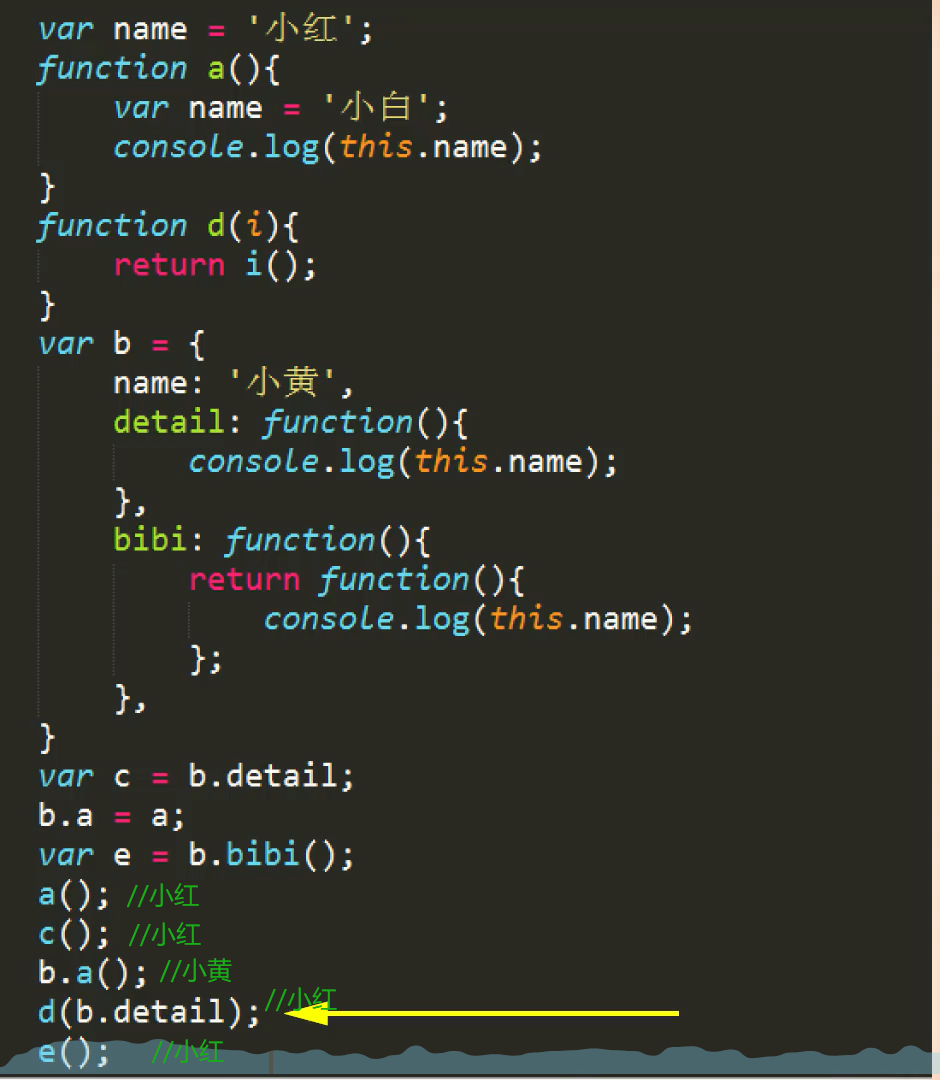 var name = '小红';
function a(){
var name = '小白';
console.log(this.name);
}
function d(i){
return i();
}
var b = {
name: '小黄',
detail: function(){
console.log(this.name);
},
bibi: function(){
return function(){
console.log(this.name);
};
},
}
var c = b.detail;
b.a = a;
var e = b.bibi();
a(); //小红
c(); //小红
b.a(); //小黄
d(b.detail); //小红
e(); //小红